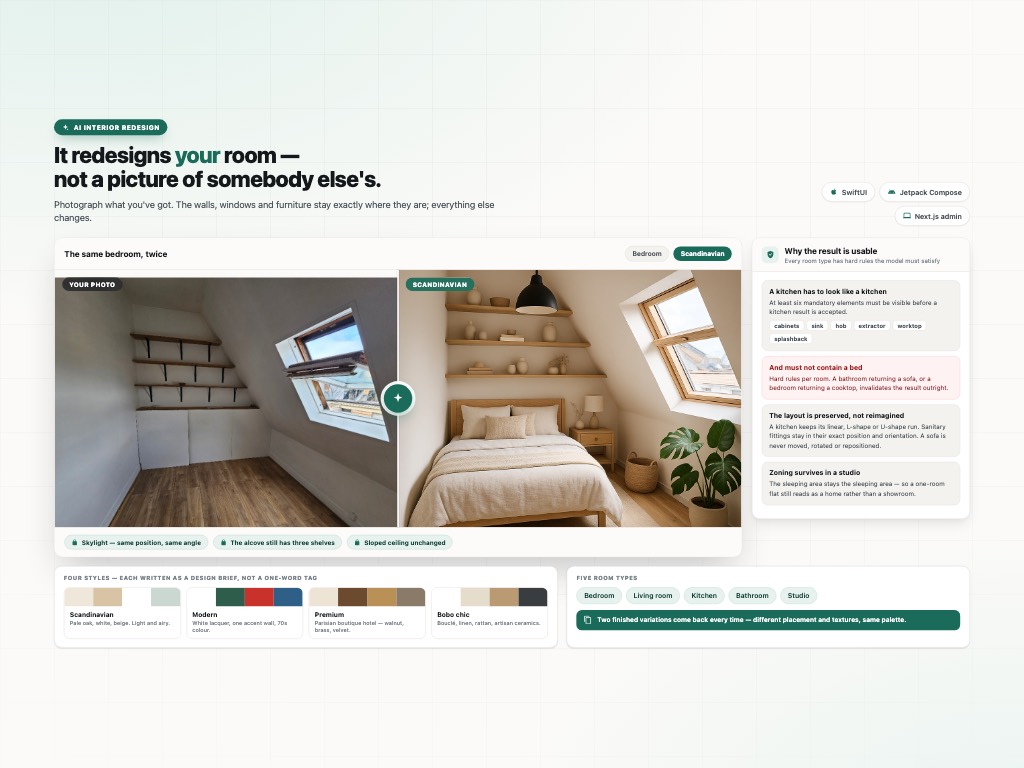 AI INTERIOR REDESIGN
It redesigns your room —
not a picture of somebody else's.
Photograph what you've got. The walls, windows and furniture stay exactly where they are; everything else
changes.
SwiftUI
Jetpack Compose
Next.js admin
The same bedroom, twice
Bedroom
Scandinavian
YOUR PHOTO
SCANDINAVIAN
Skylight — same position, same angle
The alcove still has three shelves
Sloped ceiling unchanged
Why the result is usable
Every room type has hard rules the model must satisfy
A kitchen has to look like a kitchen
At least six mandatory elements must be visible before a
kitchen result is accepted.
cabinets
sink
hob
extractor
worktop
splashback
And must not contain a bed
Hard rules per room. A bathroom returning a sofa, or a
bedroom returning a cooktop, invalidates the result outright.
The layout is preserved, not reimagined
A kitchen keeps its linear, L-shape or U-shape run. Sanitary
fittings stay in their exact position and orientation. A sofa is
never moved, rotated or repositioned.
Zoning survives in a studio
The sleeping area stays the sleeping area — so a one-room
flat still reads as a home rather than a showroom.
FOUR STYLES — EACH WRITTEN AS A DESIGN BRIEF, NOT A ONE-WORD TAG
Scandinavian
Pale oak, white, beige. Light and airy.
Modern
White lacquer, one accent wall, 70s
colour.
Premium
Parisian boutique hotel — walnut,
brass, velvet.
Bobo chic
Bouclé, linen, rattan, artisan ceramics.
FIVE ROOM TYPES
Bedroom
Living room
Kitchen
Bathroom
Studio
Two finished variations come back every time — different placement and textures, same palette.